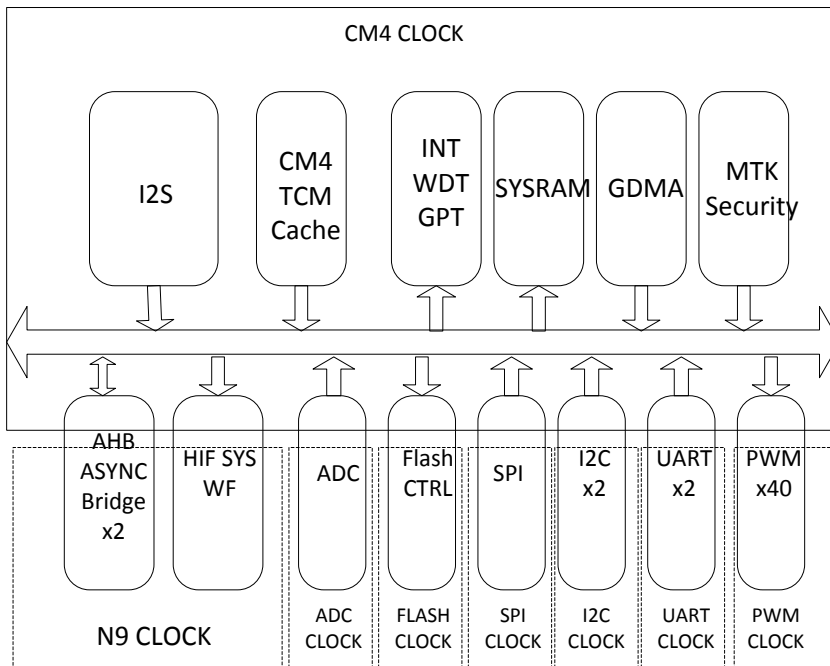 CM4 CLOCK
I2S
CM4
TCM
Cache
INT
WDT
GPT
SYSRAM
GDMA
MTK
Security
AHB
ASYNC
Bridge
x2
HIF SYS
WF
ADC
Flash
CTRL
SPI
I2C
x2
UART
x2
PWM
x40
N9 CLOCK
ADC
CLOCK
FLASH
CLOCK
SPI
CLOCK
I2C
CLOCK
UART
CLOCK
PWM
CLOCK